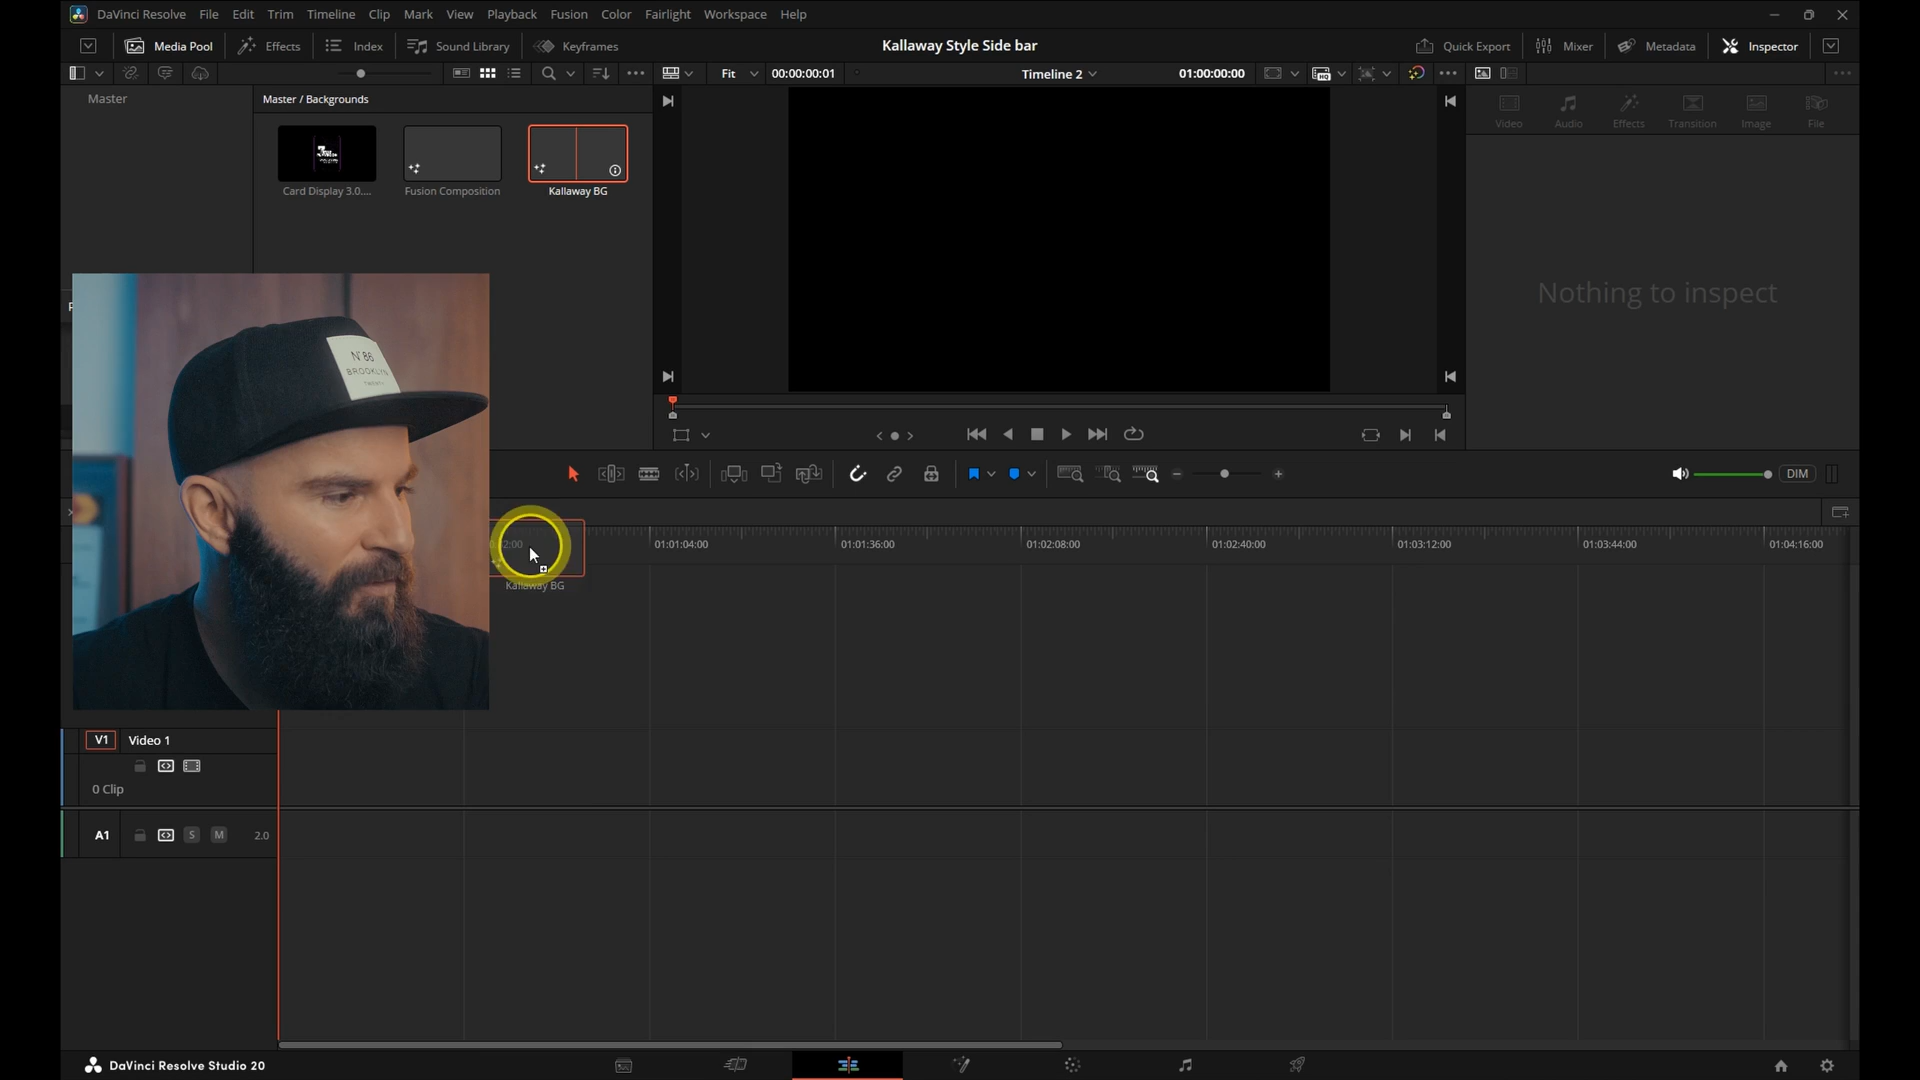 DaVinci Resolve File Edit Trim Timeline Clip Mark View Playback Fusion Color Fairlight Workspace Help
Media Pool Effects Index Sound Library Keyframes Kallaway Style Side bar Quick Export Mixer Metadata Inspector
Fit 00:00:00:01 Timeline 2 01:00:00:00
Master Master / Backgrounds
Video Audio Effects Transition Image File
Card Display 3.0.... Fusion Composition Kallaway BG
Nothing to inspect
N°86
BROOKLYN
DIM
01:01:04:00 01:01:36:00 01:02:08:00 01:02:40:00 01:03:12:00 01:03:44:00 01:04:16:00
Kallaway BG
V1 Video 1
0 Clip
A1 S M 2.0
DaVinci Resolve Studio 20